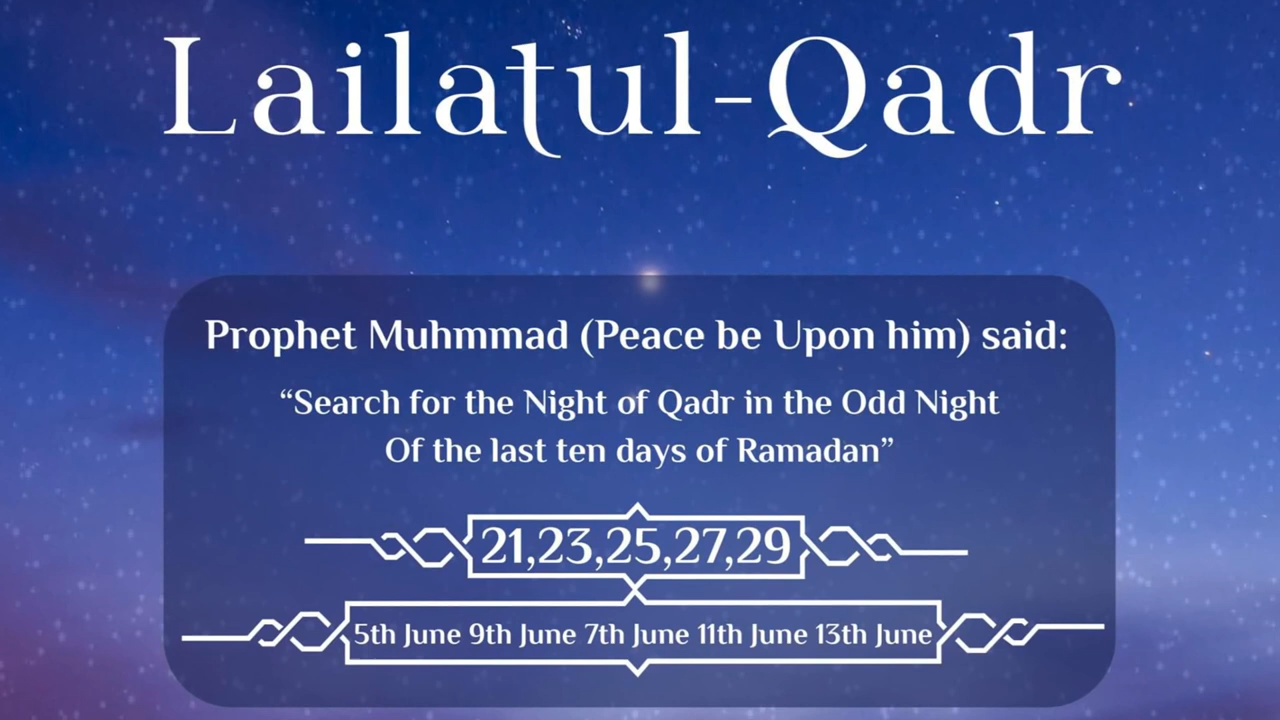 Lailatul-Qadr
Prophet Muhmmad (Peace be Upon him) said:
“Search for the Night of Qadr in the Odd Night
Of the last ten days of Ramadan”
21,23,25,27,29
5th June 9th June 7th June 11th June 13th June